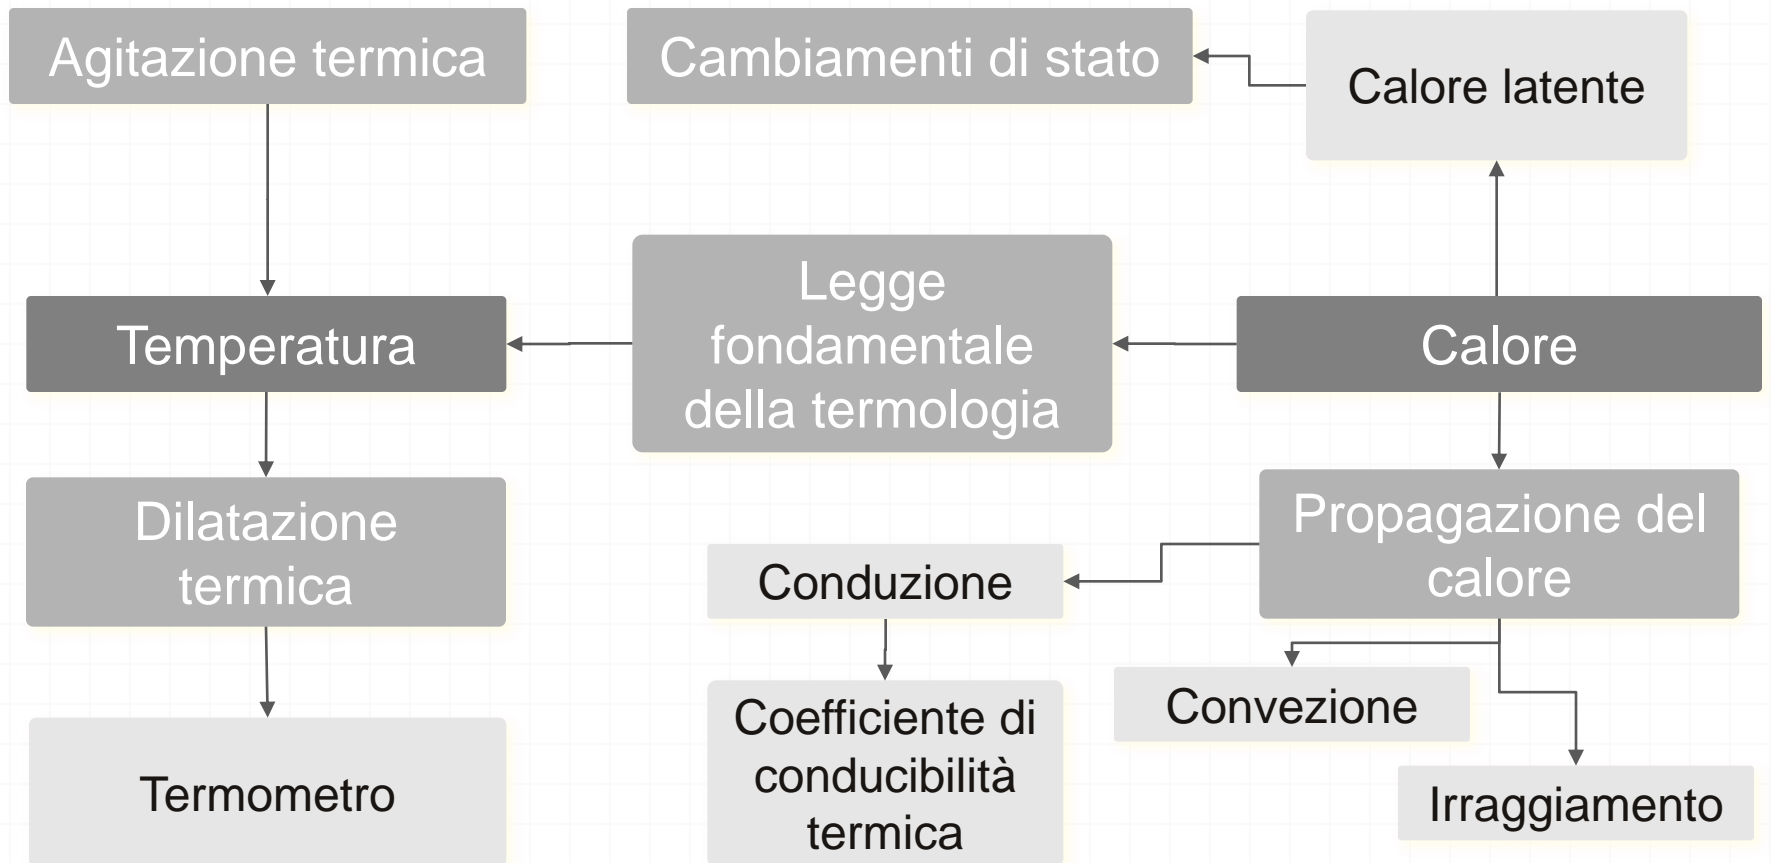 Agitazione termica
Cambiamenti di stato
Calore latente
Temperatura
Legge
fondamentale
della termologia
Calore
Dilatazione
termica
Propagazione del
calore
Conduzione
Convezione
Coefficiente di
conducibilità
termica
Termometro
Irraggiamento